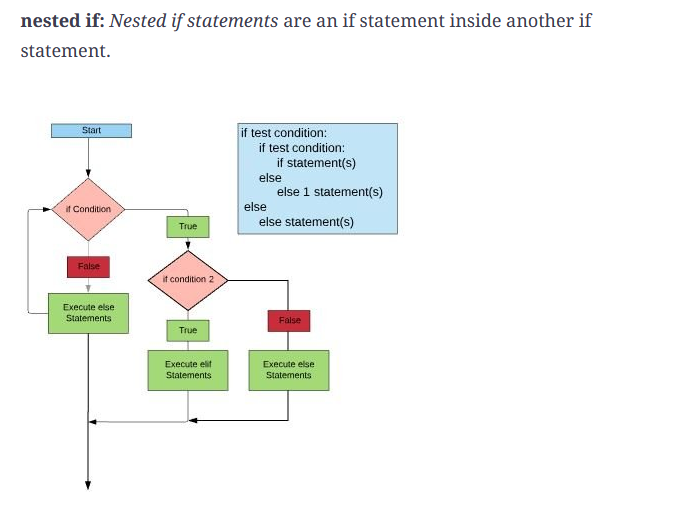 nested if: Nested if statements are an if statement inside another if
statement.
Start
if test condition:
if test condition:
if statement(s)
else
else 1 statement(s)
else
else statement(s)
if Condition
True
False
if condition 2
Execute else
Statements
True
False
Execute elif
Statements
Execute else
Statements